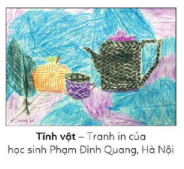 Tĩnh vật – Tranh in của
học sinh Phạm Đình Quang, Hà Nội